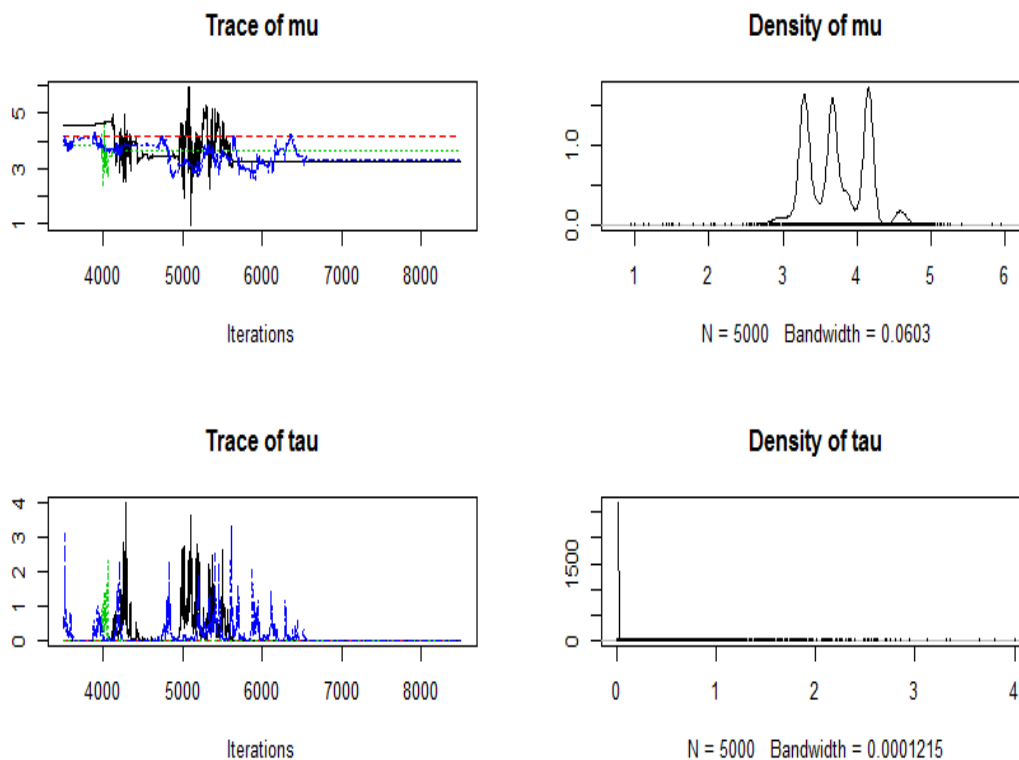 Trace of mu
5
3
1
4000 5000 6000 7000 8000
Iterations
Density of mu
1.0
0.0
1 2 3 4 5 6
N = 5000 Bandwidth = 0.0603
Trace of tau
4
3
2
1
0
4000 5000 6000 7000 8000
Iterations
Density of tau
1500
0
0 1 2 3 4
N = 5000 Bandwidth = 0.0001215